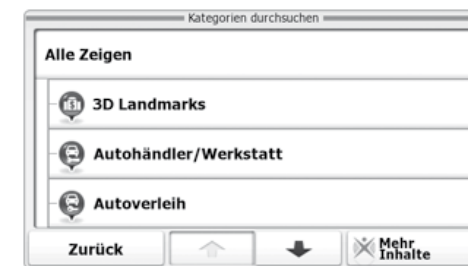 Kategorien durchsuchen
Alle Zeigen
3D Landmarks
Autohändler/Werkstatt
Autoverleih
Zurück
Mehr
Inhalte